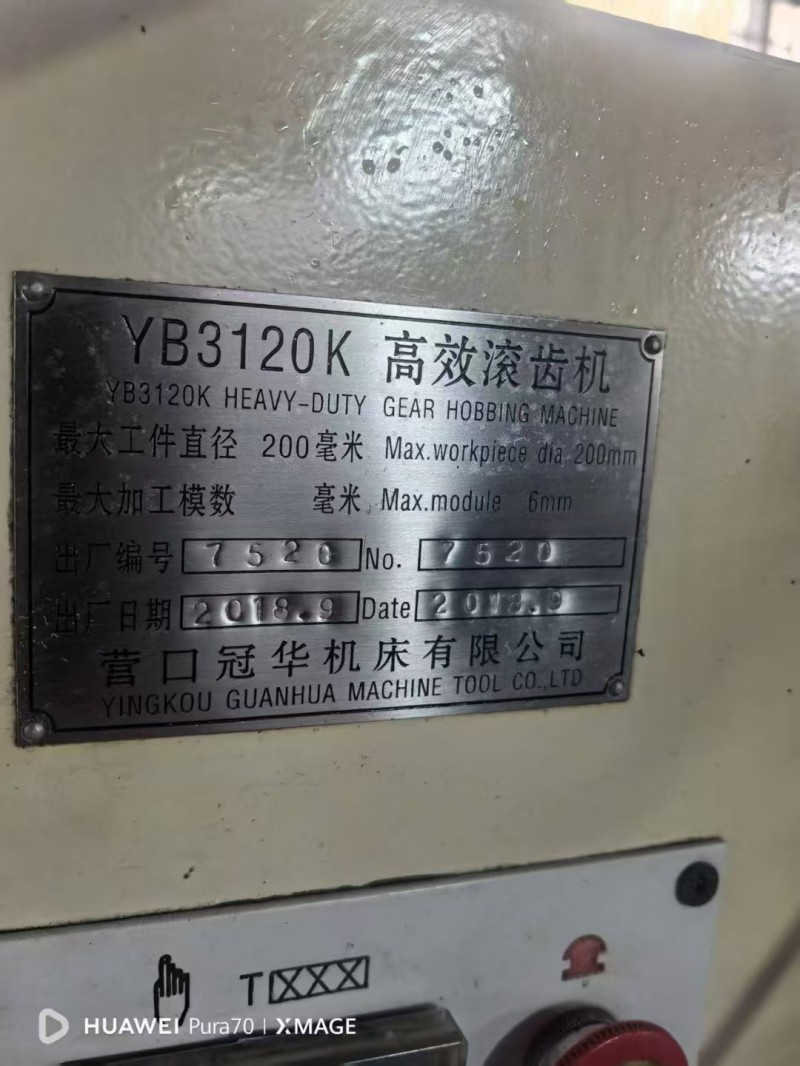 YB3120K 高效滚齿机
YB3120K HEAVY-DUTY GEAR HOBBING MACHINE
最大工件直径 200毫米 Max.workpiece dia 200mm
最大加工模数 毫米 Max.module 6mm
出厂编号 7520 No. 7520
出厂日期 2018.9 Date 2018.9
营口冠华机床有限公司
YINGKOU GUANHUA MACHINE TOOL CO.,LTD
T XXX
HUAWEI Pura70 | XMAGE